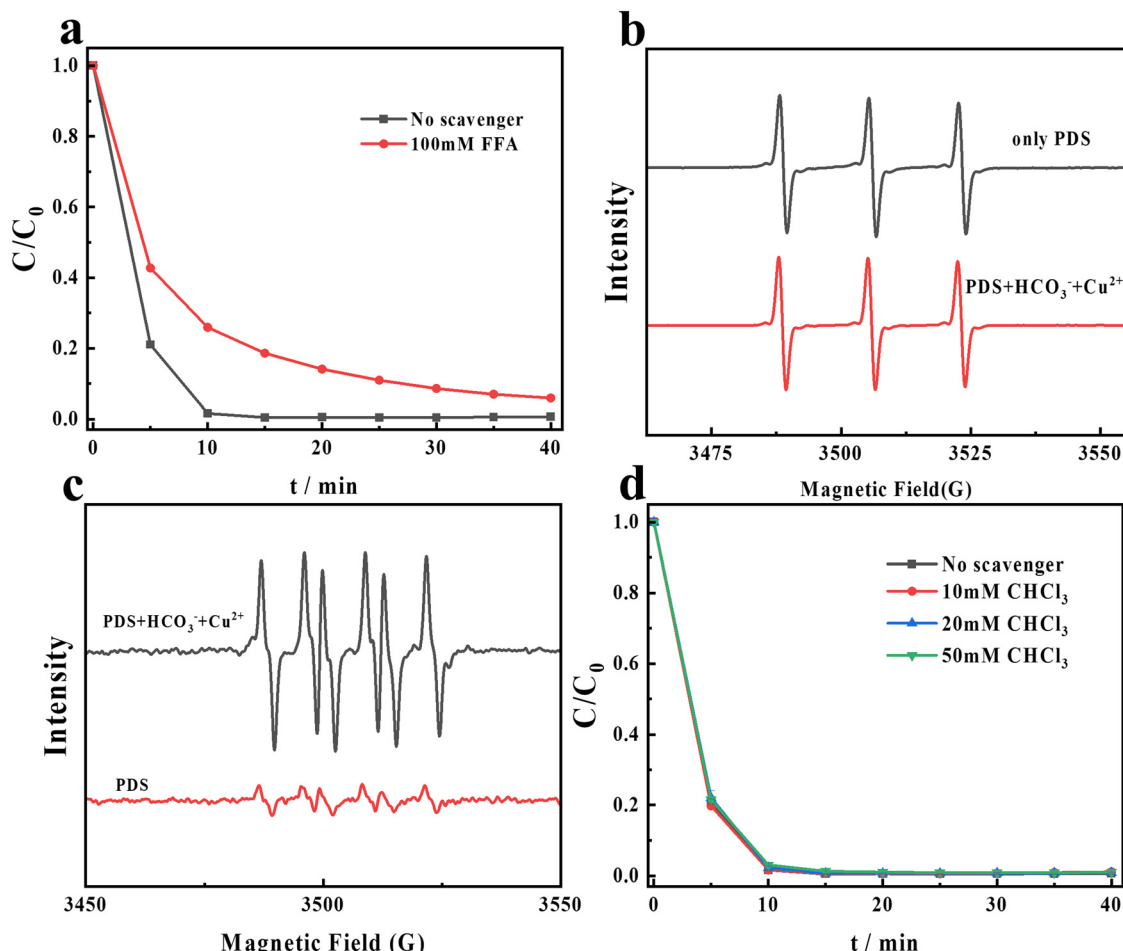 a
1.0
0.8
0.6
0.4
0.2
0.0
C/C₀
No scavenger
100mM FFA
0
10
20
30
40
t / min
b
Intensity
only PDS
PDS+HCO₃⁻+Cu²⁺
3475
3500
3525
3550
Magnetic Field(G)
c
Intensity
PDS+HCO₃⁻+Cu²⁺
PDS
3450
3500
3550
Magnetic Field (G)
d
1.0
0.8
0.6
0.4
0.2
0.0
C/C₀
No scavenger
10mM CHCl₃
20mM CHCl₃
50mM CHCl₃
0
10
20
30
40
t / min